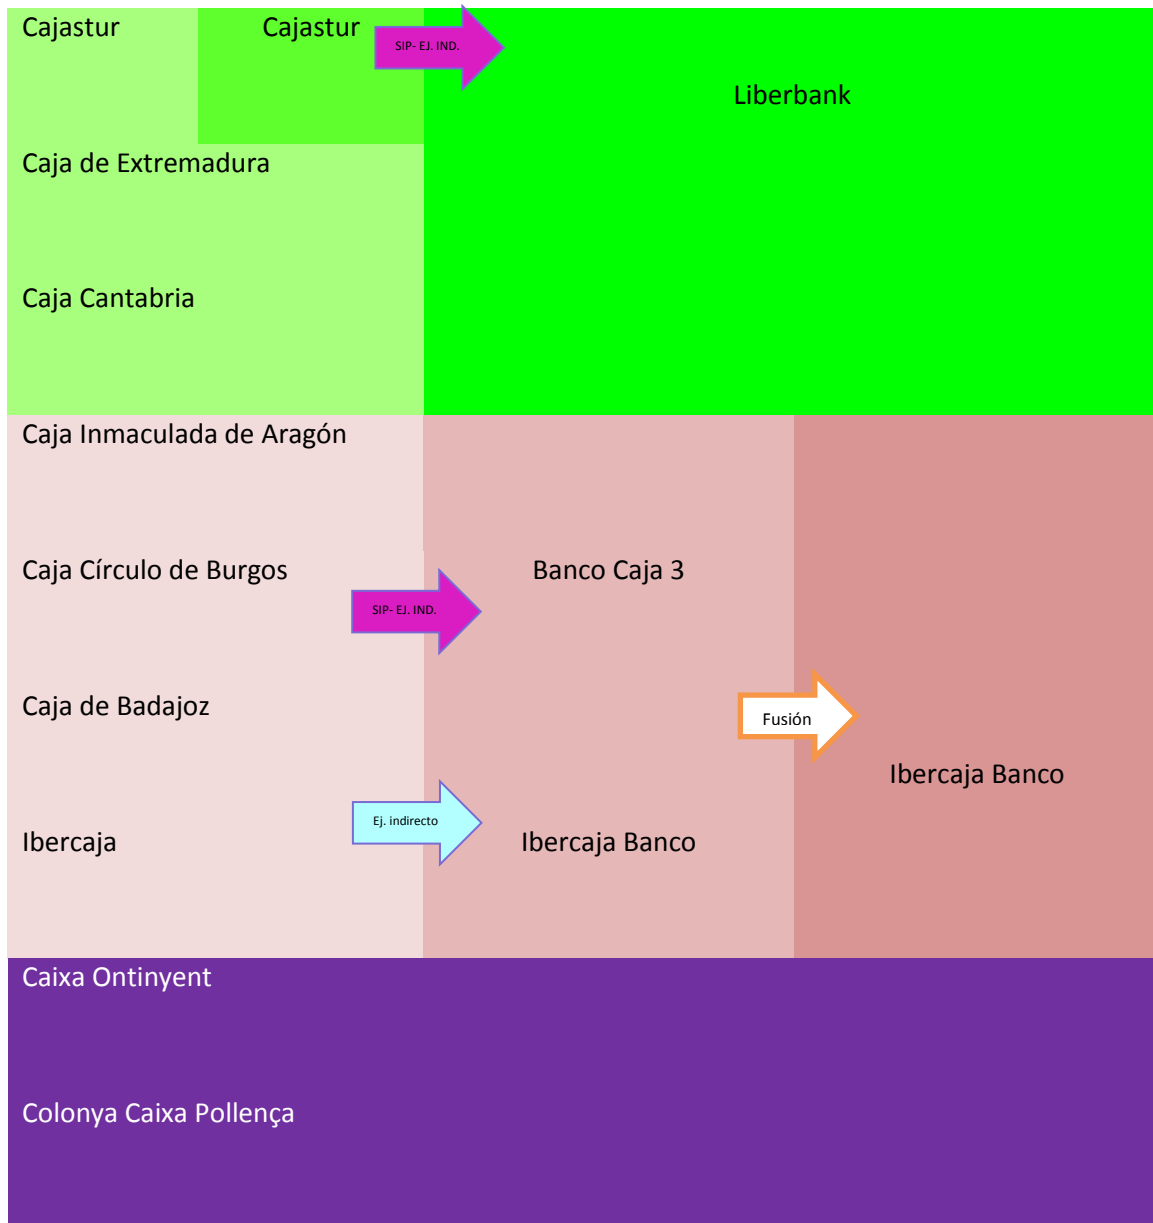 Cajastur
Cajastur
SIP- EJ. IND.
Liberbank
Caja de Extremadura
Caja Cantabria
Caja Inmaculada de Aragón
Caja Círculo de Burgos
Banco Caja 3
SIP- EJ. IND.
Caja de Badajoz
Fusión
Ibercaja Banco
Ej. indirecto
Ibercaja
Ibercaja Banco
Caixa Ontinyent
Colonya Caixa Pollença